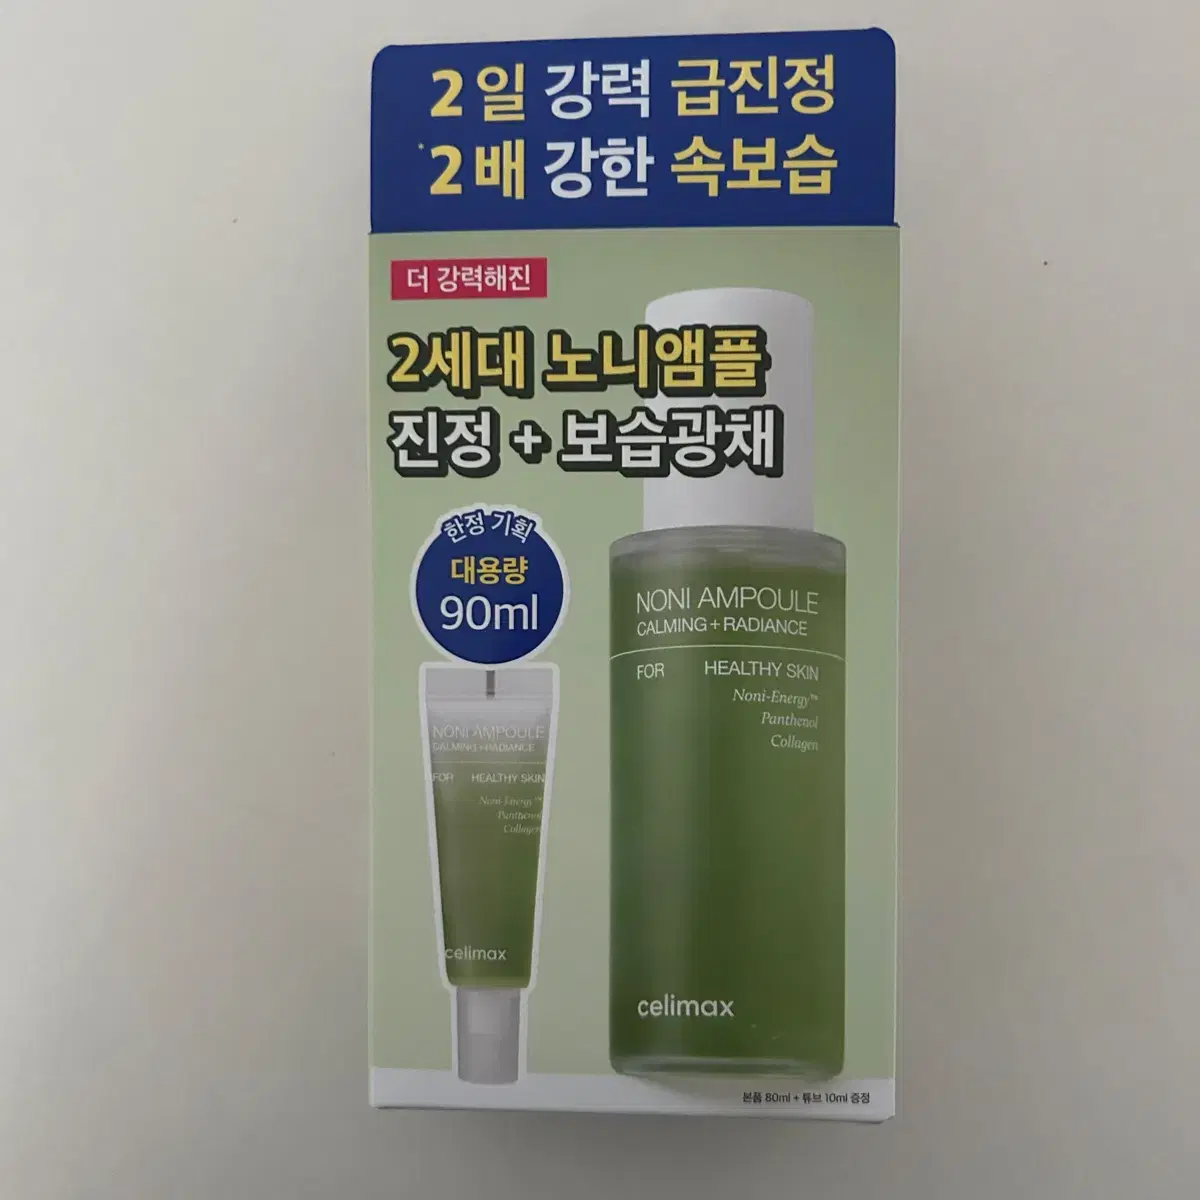 2일 강력 급진정
*2배 강한 속보습
더 강력해진
2세대 노니앰플
진정 + 보습광채
한정 기획
대용량
90ml
NONI AMPOULE
CALMING+RADIANCE
FOR HEALTHY SKIN
Noni-Energy™
Panthenol
Collagen
celimax
NONI AMPOULE
CALMING+RADIANCE
FOR HEALTHY SKIN
Noni-Energy™
Panthenol
Collagen
celimax
본품 80ml + 튜브 10ml 증정